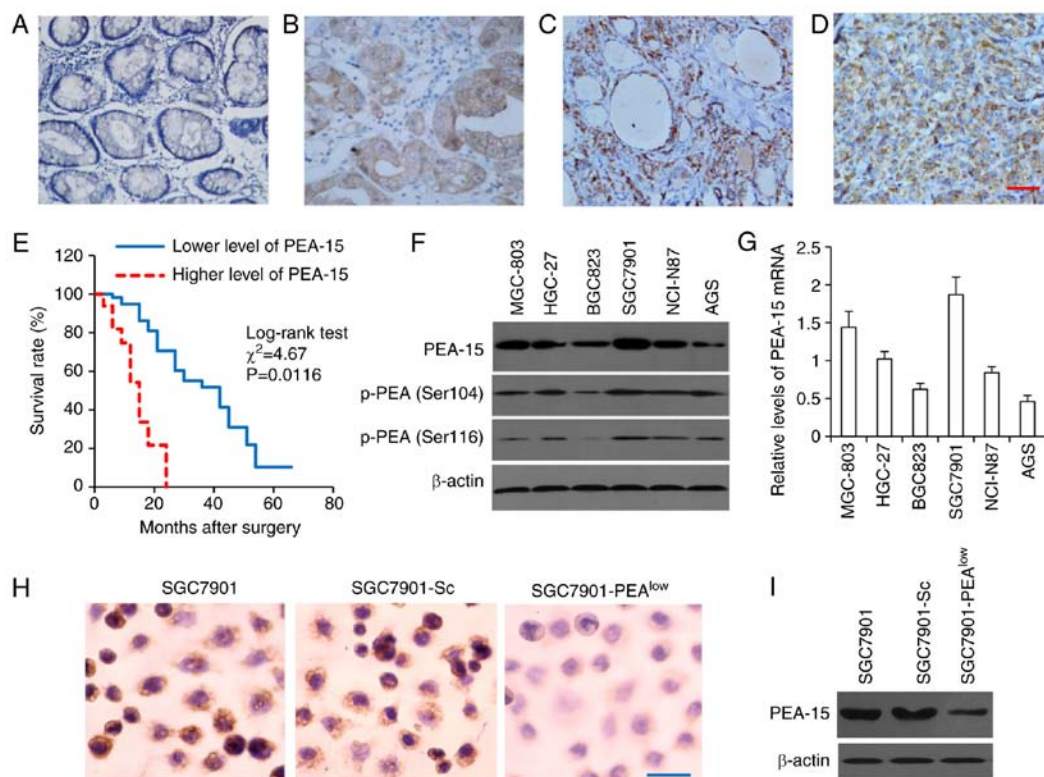 A
B
C
D
E
Lower level of PEA-15
Higher level of PEA-15
Survival rate (%)
120
100
80
60
40
20
0
0 20 40 60 80
Months after surgery
Log-rank test
χ²=4.67
P=0.0116
F
MGC-803
HGC-27
BGC823
SGC7901
NCI-N87
AGS
PEA-15
p-PEA (Ser104)
p-PEA (Ser116)
β-actin
G
Relative levels of PEA-15 mRNA
2.5
2
1.5
1
0.5
0
MGC-803
HGC-27
BGC823
SGC7901
NCI-N87
AGS
H
SGC7901
SGC7901-Sc
SGC7901-PEAˡᵒʷ
I
SGC7901
SGC7901-Sc
SGC7901-PEAˡᵒʷ
PEA-15
β-actin